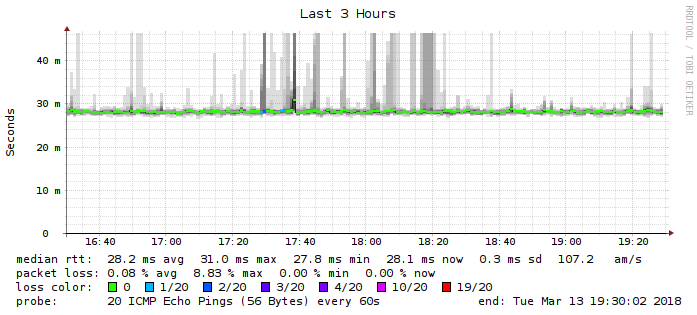 Last 3 Hours
RRDTOOL / TOBI OETIKER
Seconds
40 m
30 m
20 m
10 m
0
16:40 17:00 17:20 17:40 18:00 18:20 18:40 19:00 19:20
median rtt: 28.2 ms avg 31.0 ms max 27.8 ms min 28.1 ms now 0.3 ms sd 107.2 am/s
packet loss: 0.08 % avg 8.83 % max 0.00 % min 0.00 % now
loss color: 0 1/20 2/20 3/20 4/20 10/20 19/20
probe: 20 ICMP Echo Pings (56 Bytes) every 60s end: Tue Mar 13 19:30:02 2018